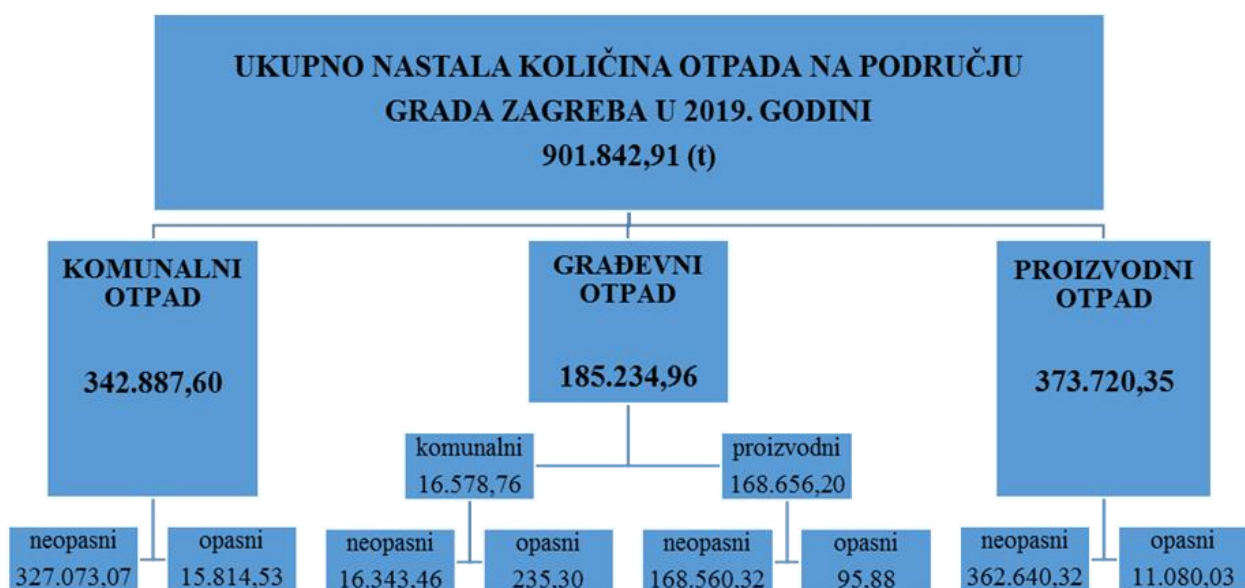 UKUPNO NASTALA KOLIČINA OTPADA NA PODRUČJU
GRADA ZAGREBA U 2019. GODINI
901.842,91 (t)
KOMUNALNI
OTPAD
342.887,60
GRAĐEVNI
OTPAD
185.234,96
PROIZVODNI
OTPAD
373.720,35
komunalni
16.578,76
proizvodni
168.656,20
neopasni
327.073,07
opasni
15.814,53
neopasni
16.343,46
opasni
235,30
neopasni
168.560,32
opasni
95,88
neopasni
362.640,32
opasni
11.080,03